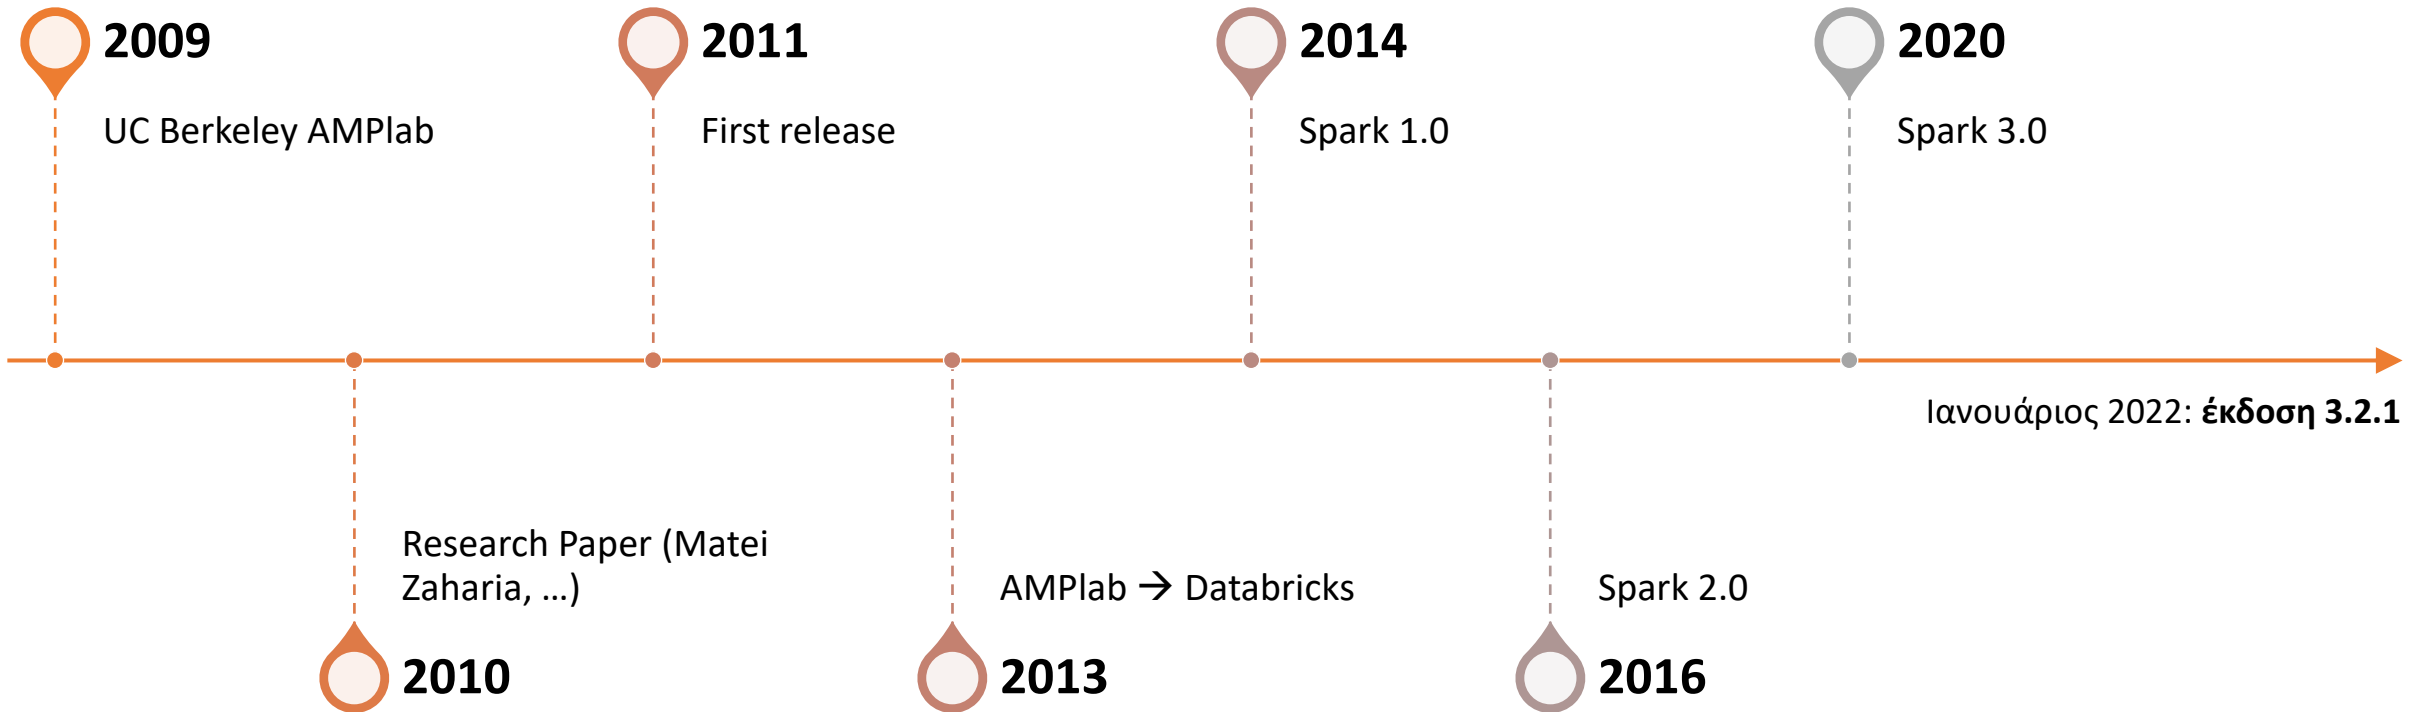 2009
UC Berkeley AMPlab
2011
First release
2014
Spark 1.0
2020
Spark 3.0
Ιανουάριος 2022: έκδοση 3.2.1
Research Paper (Matei
Zaharia, ...)
2010
AMPlab → Databricks
2013
Spark 2.0
2016